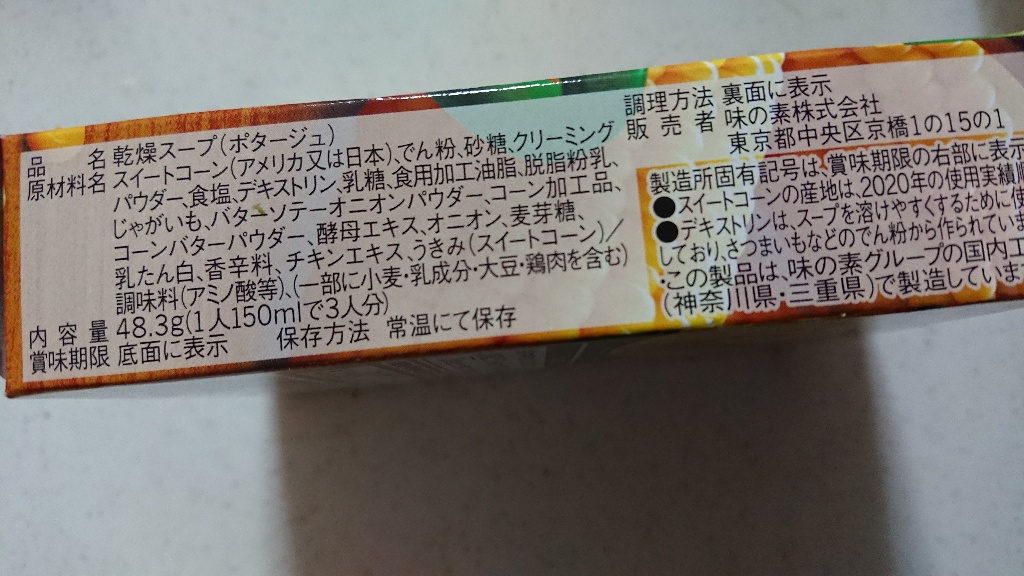 品名 乾燥スープ(ポタージュ)
原材料名 スイートコーン(アメリカ又は日本)、でん粉、砂糖、クリーミング
パウダー、食塩、デキストリン、乳糖、食用加工油脂、脱脂粉乳、
じゃがいも、バターソテーオニオンパウダー、コーン加工品、
コーンバターパウダー、酵母エキス、オニオン、麦芽糖、
乳たん白、香辛料、チキンエキス、うきみ(スイートコーン)/
調味料(アミノ酸等)、(一部に小麦・乳成分・大豆・鶏肉を含む)
内容量 48.3g(1人150mlで3人分)
賞味期限 底面に表示 保存方法 常温にて保存
調理方法 裏面に表示
販売者 味の素株式会社
東京都中央区京橋1の15の1
製造所固有記号は、賞味期限の右部に表示
●スイートコーンの産地は、2020年の使用実績順
●デキストリンは、スープを溶けやすくするために使
しており、さつまいもなどのでん粉から作られていま
・この製品は、味の素グループの国内工
(神奈川県・三重県)で製造していま